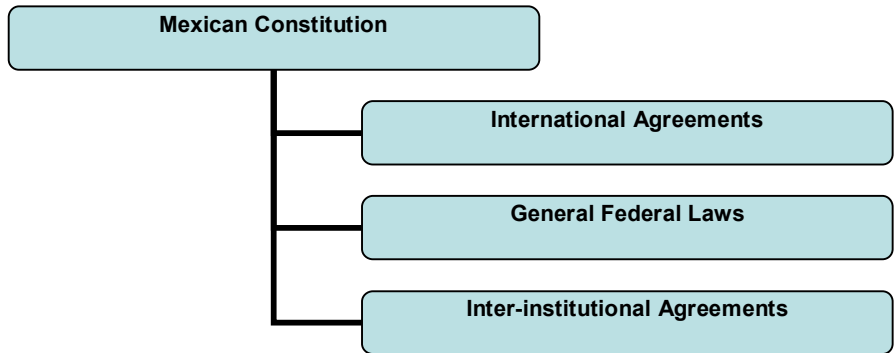 Mexican Constitution
International Agreements
General Federal Laws
Inter-institutional Agreements